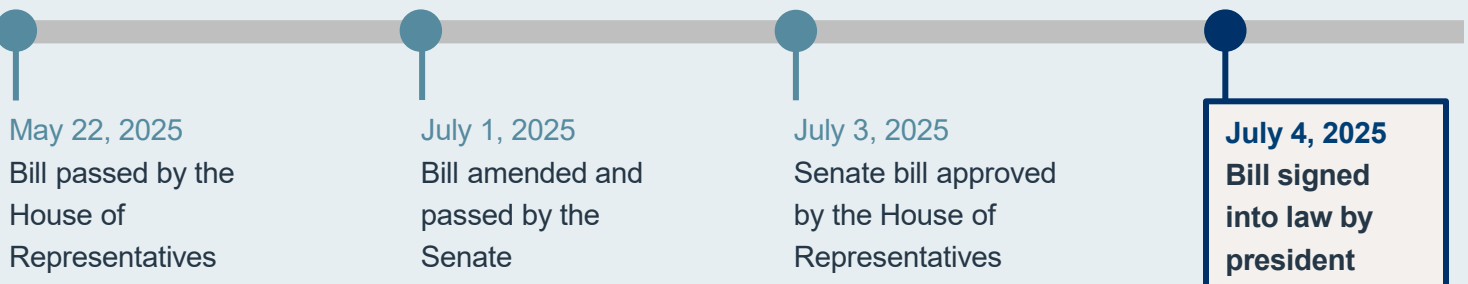 May 22, 2025
Bill passed by the
House of
Representatives
July 1, 2025
Bill amended and
passed by the
Senate
July 3, 2025
Senate bill approved
by the House of
Representatives
July 4, 2025
Bill signed
into law by
president